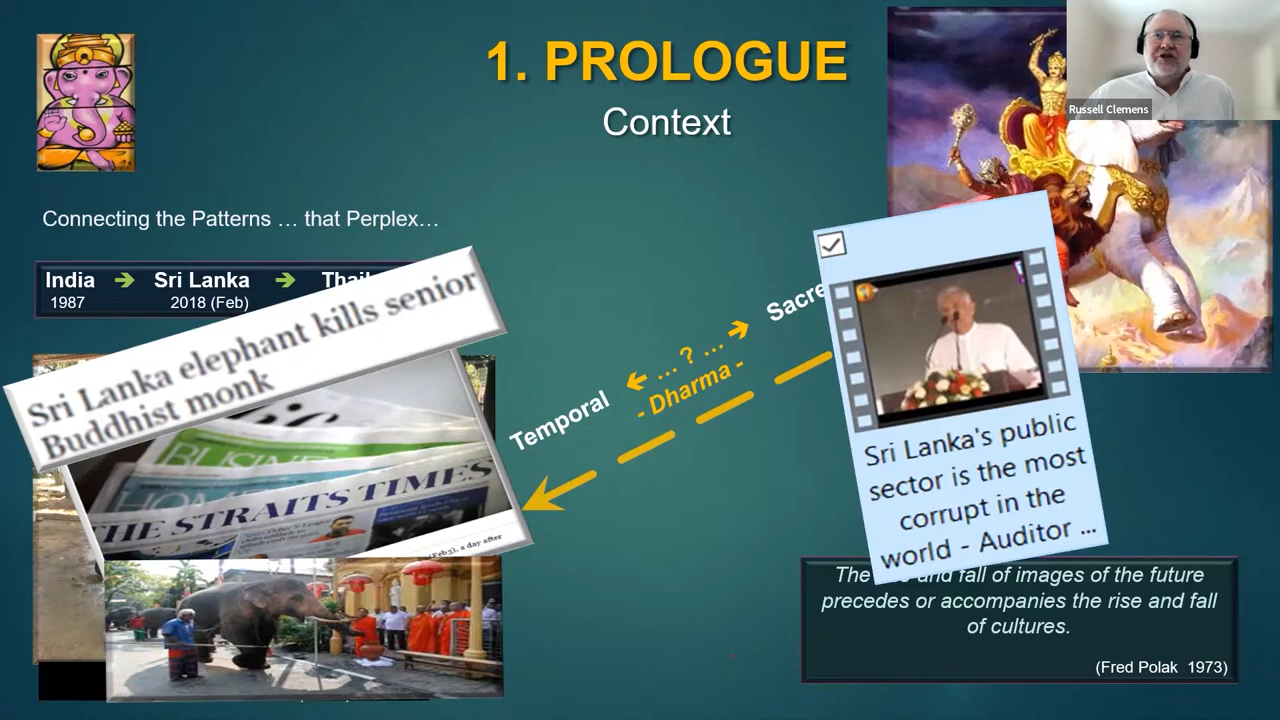 1. PROLOGUE
Context
Russell Clemens
Connecting the Patterns … that Perplex…
India → Sri Lanka →
1987 2018 (Feb)
Sri Lanka elephant kills senior
Buddhist monk
THE STRAITS TIMES
Temporal ← … ? … →
- Dharma -
Sri Lanka's public
sector is the most
corrupt in the
world - Auditor ...
The and fall of images of the future
precedes or accompanies the rise and fall
of cultures.
(Fred Polak 1973)